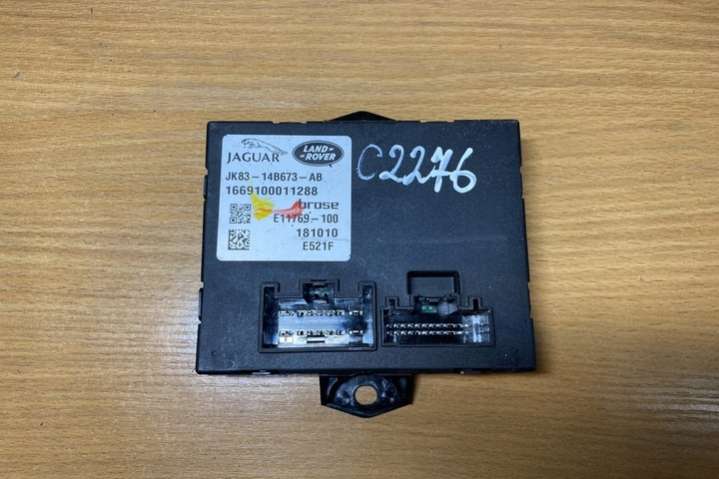 JAGUAR
LAND-
-ROVER
JK83-14B673-AB
1669100011288
brose
E11769-100
181010
E521F
C2276